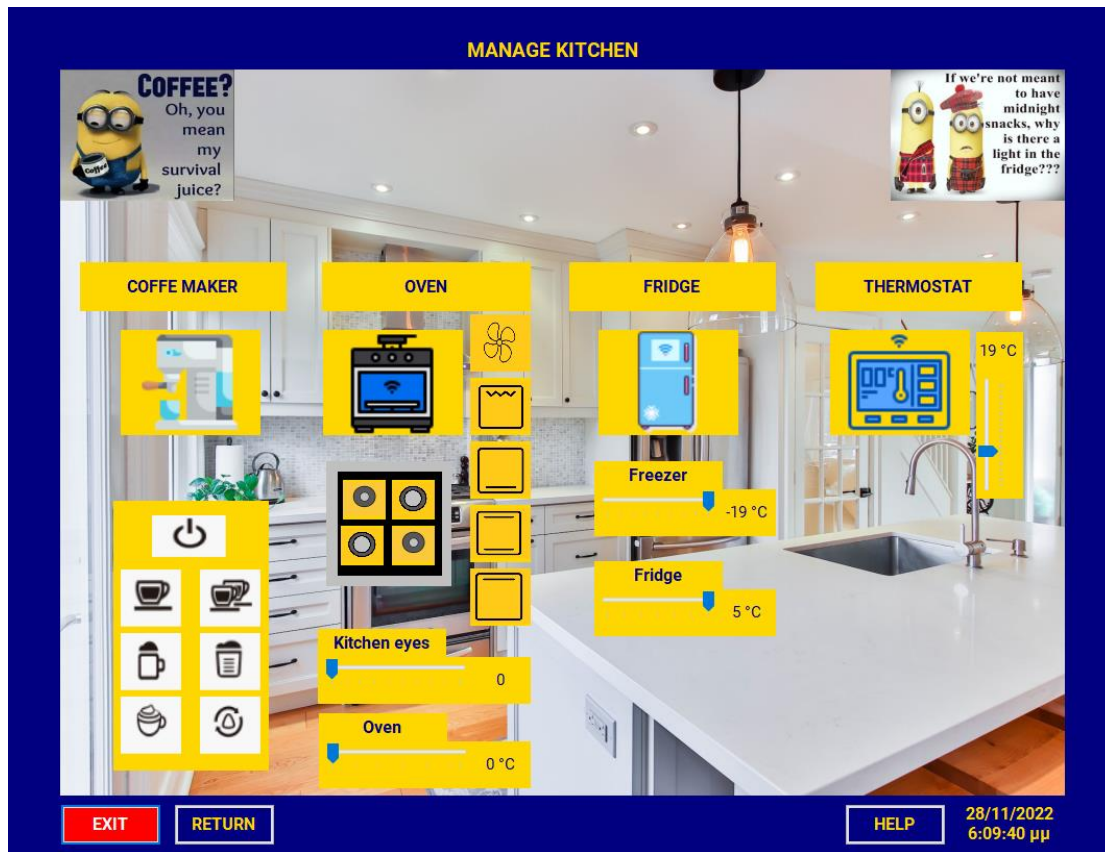 MANAGE KITCHEN
COFFEE?
Oh, you
mean
my
survival
juice?
Coffee
If we're not meant
to have
midnight
snacks, why
is there a
light in the
fridge???
COFFE MAKER
OVEN
FRIDGE
THERMOSTAT
00°
19 °C
Freezer
-19 °C
Fridge
5 °C
Kitchen eyes
0
Oven
0 °C
EXIT
RETURN
HELP
28/11/2022
6:09:40 μμ